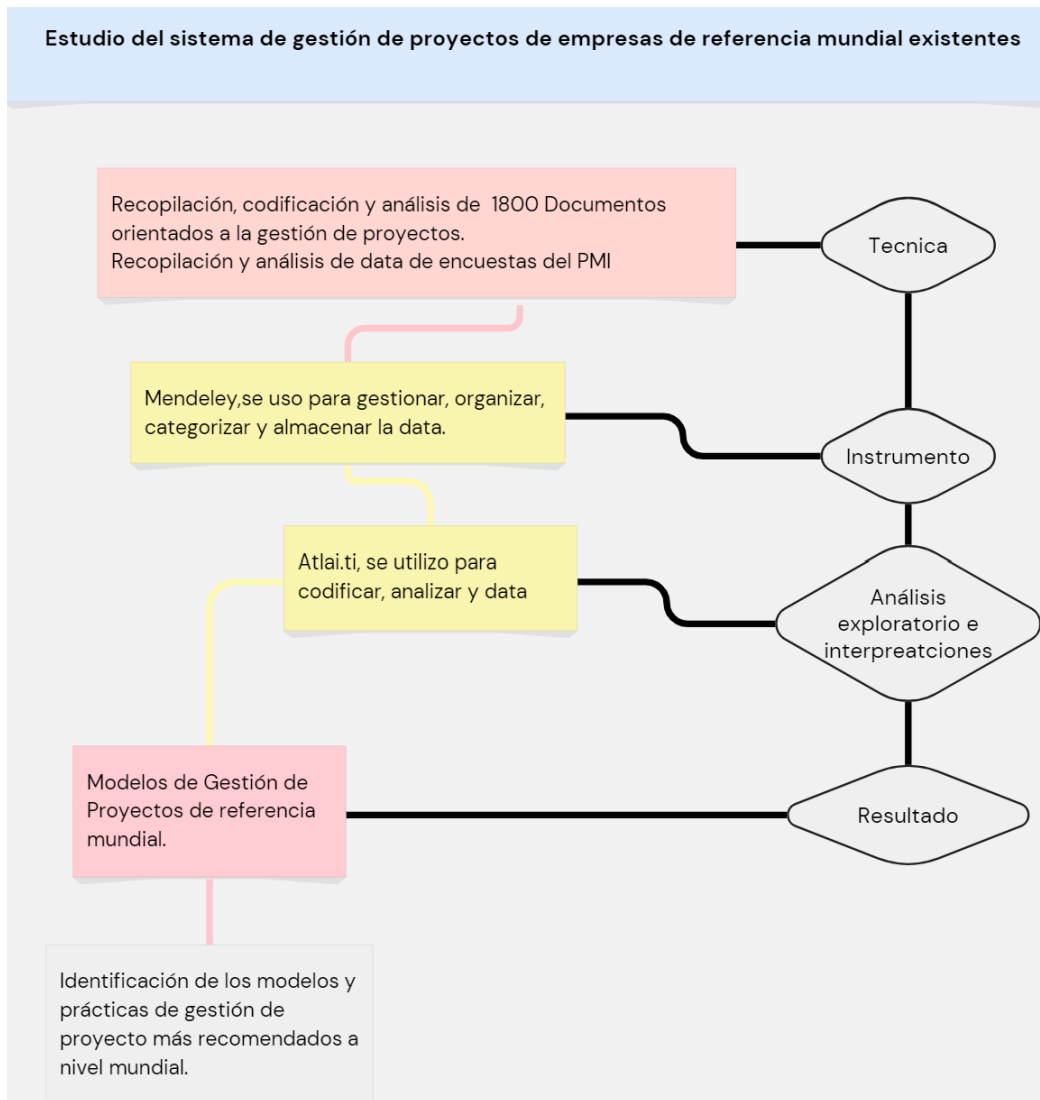 Estudio del sistema de gestión de proyectos de empresas de referencia mundial existentes
Recopilación, codificación y análisis de 1800 Documentos
orientados a la gestión de proyectos.
Recopilación y análisis de data de encuestas del PMI
Tecnica
Mendeley,se uso para gestionar, organizar,
categorizar y almacenar la data.
Instrumento
Atlai.ti, se utilizo para
codificar, analizar y data
Análisis
exploratorio e
interpreatciones
Modelos de Gestión de
Proyectos de referencia
mundial.
Resultado
Identificación de los modelos y
prácticas de gestión de
proyecto más recomendados a
nivel mundial.